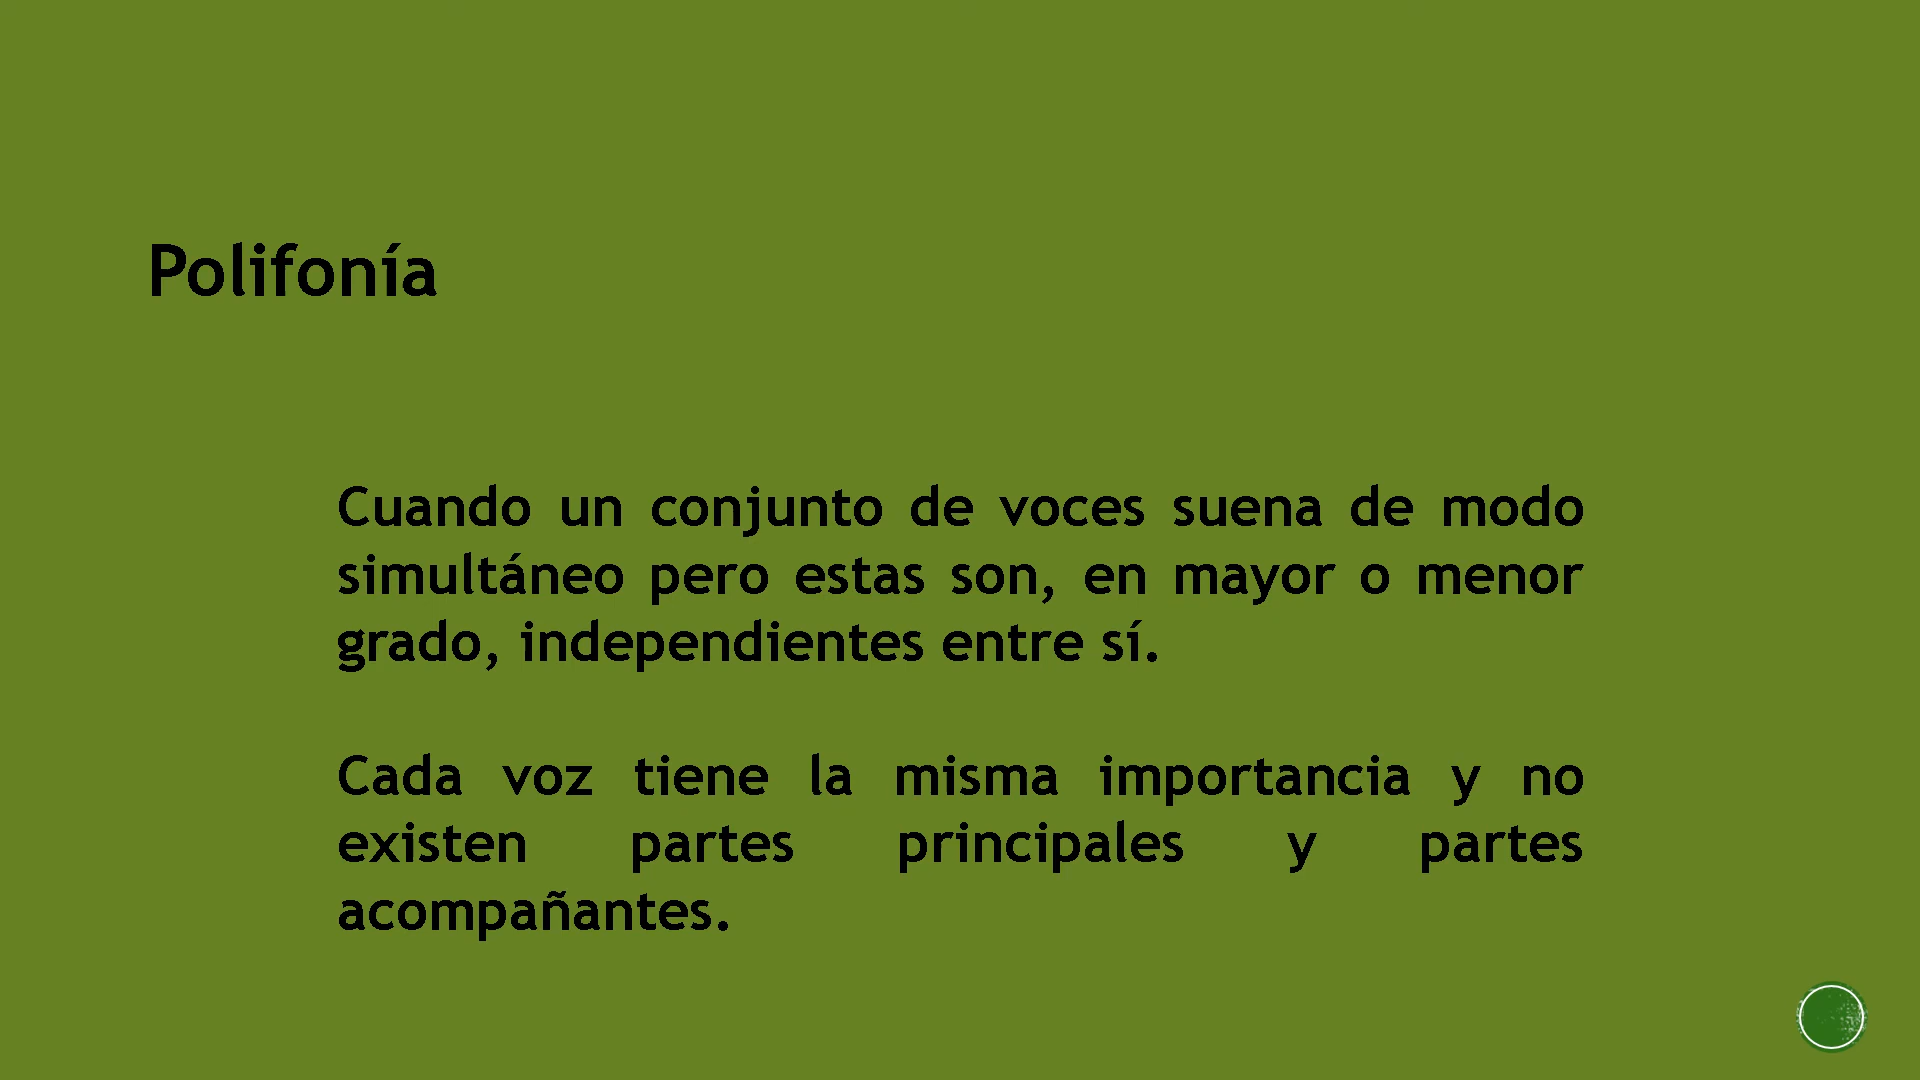 Polifonía
Cuando un conjunto de voces suena de modo
simultáneo pero estas son, en mayor o menor
grado, independientes entre sí.
Cada voz tiene la misma importancia y no
existen partes principales y partes
acompañantes.